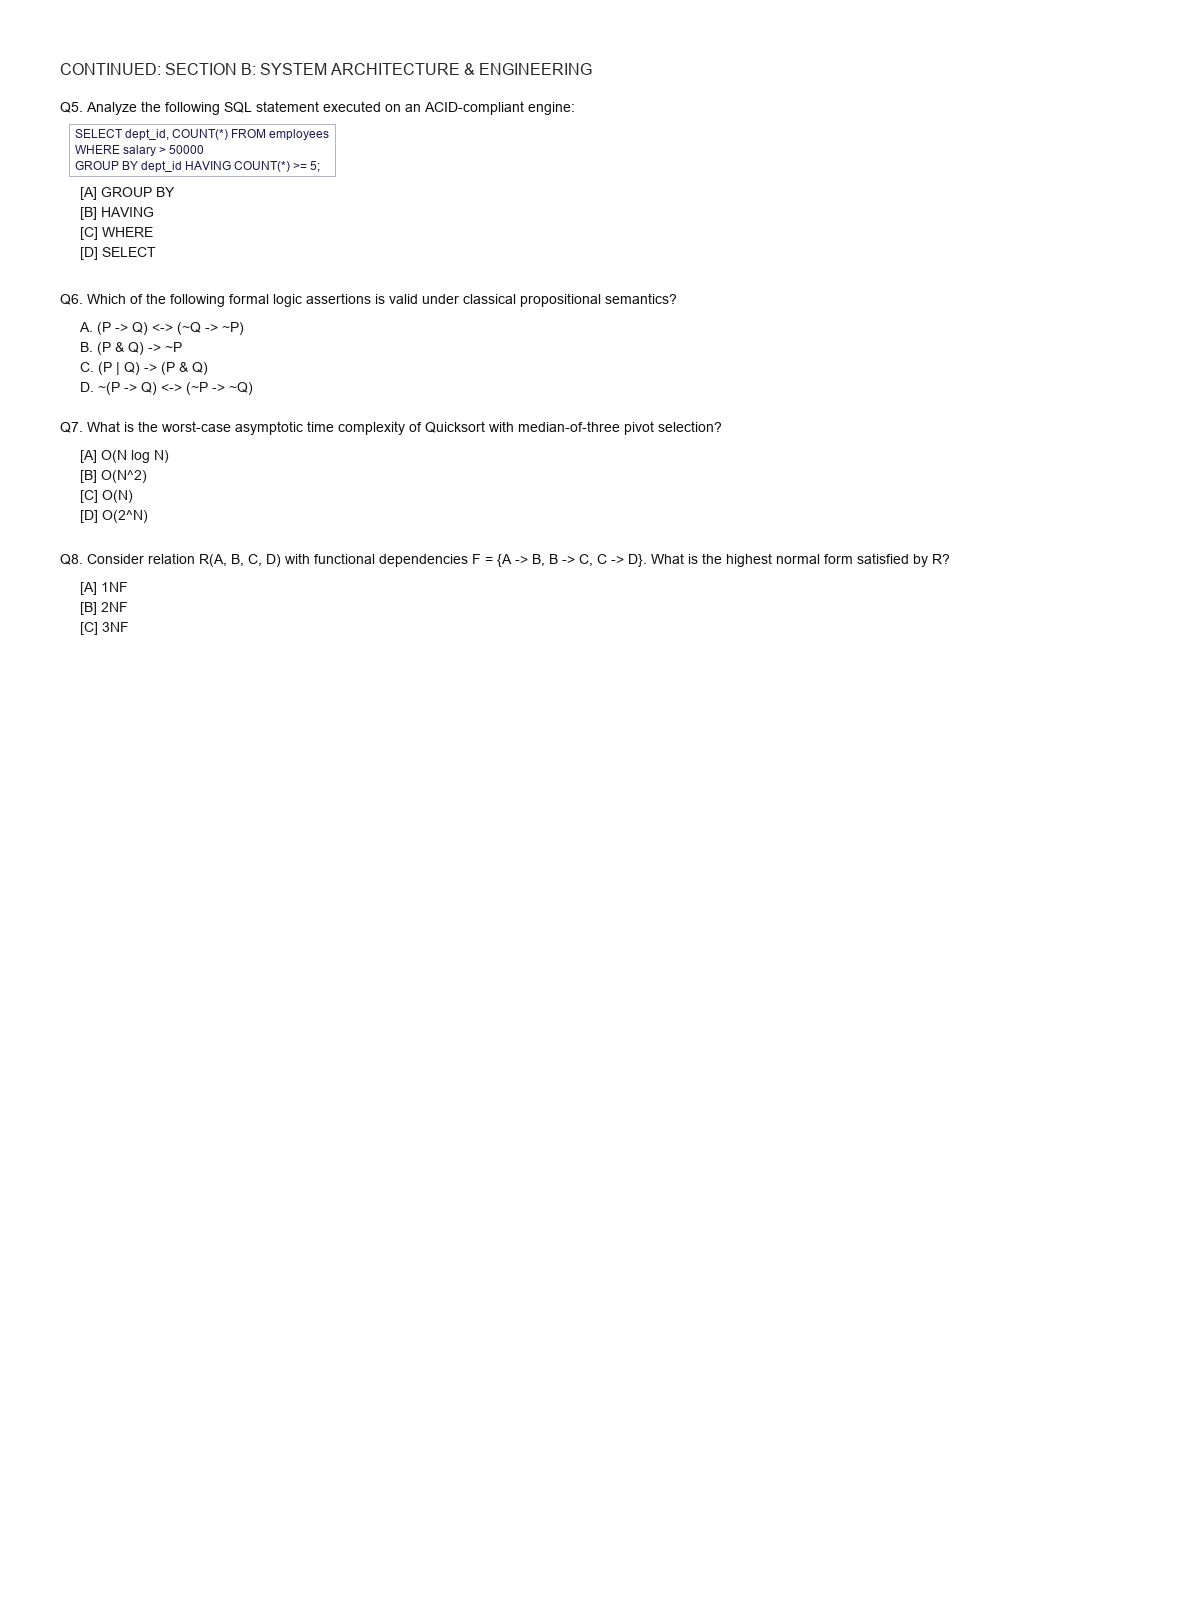 CONTINUED: SECTION B: SYSTEM ARCHITECTURE & ENGINEERING
Q5. Analyze the following SQL statement executed on an ACID-compliant engine:
SELECT dept_id, COUNT(*) FROM employees
WHERE salary > 50000
GROUP BY dept_id HAVING COUNT(*) >= 5;
[A] GROUP BY
[B] HAVING
[C] WHERE
[D] SELECT
Q6. Which of the following formal logic assertions is valid under classical propositional semantics?
A. (P -> Q) <-> (~Q -> ~P)
B. (P & Q) -> ~P
C. (P | Q) -> (P & Q)
D. ~(P -> Q) <-> (~P -> ~Q)
Q7. What is the worst-case asymptotic time complexity of Quicksort with median-of-three pivot selection?
[A] O(N log N)
[B] O(N^2)
[C] O(N)
[D] O(2^N)
Q8. Consider relation R(A, B, C, D) with functional dependencies F = {A -> B, B -> C, C -> D}. What is the highest normal form satisfied by R?
[A] 1NF
[B] 2NF
[C] 3NF